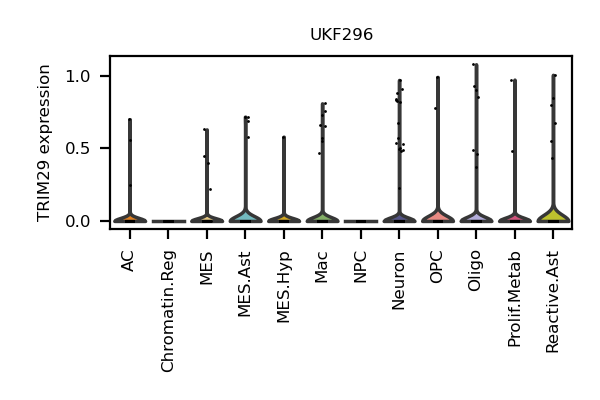 UKF296
TRIM29 expression
1.0
0.5
0.0
AC
Chromatin.Reg
MES
MES.Ast
MES.Hyp
Mac
NPC
Neuron
OPC
Oligo
Prolif.Metab
Reactive.Ast